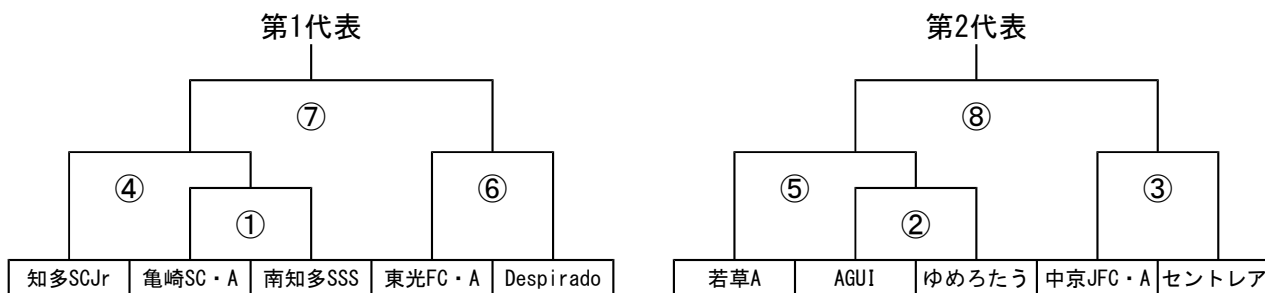 第1代表 第2代表
⑦ ⑧
④ ⑥ ⑤ ③
① ②
知多SCJr 亀崎SC・A 南知多SSS 東光FC・A Despirado 若草A AGUI ゆめろたう 中京JFC・A セントレア